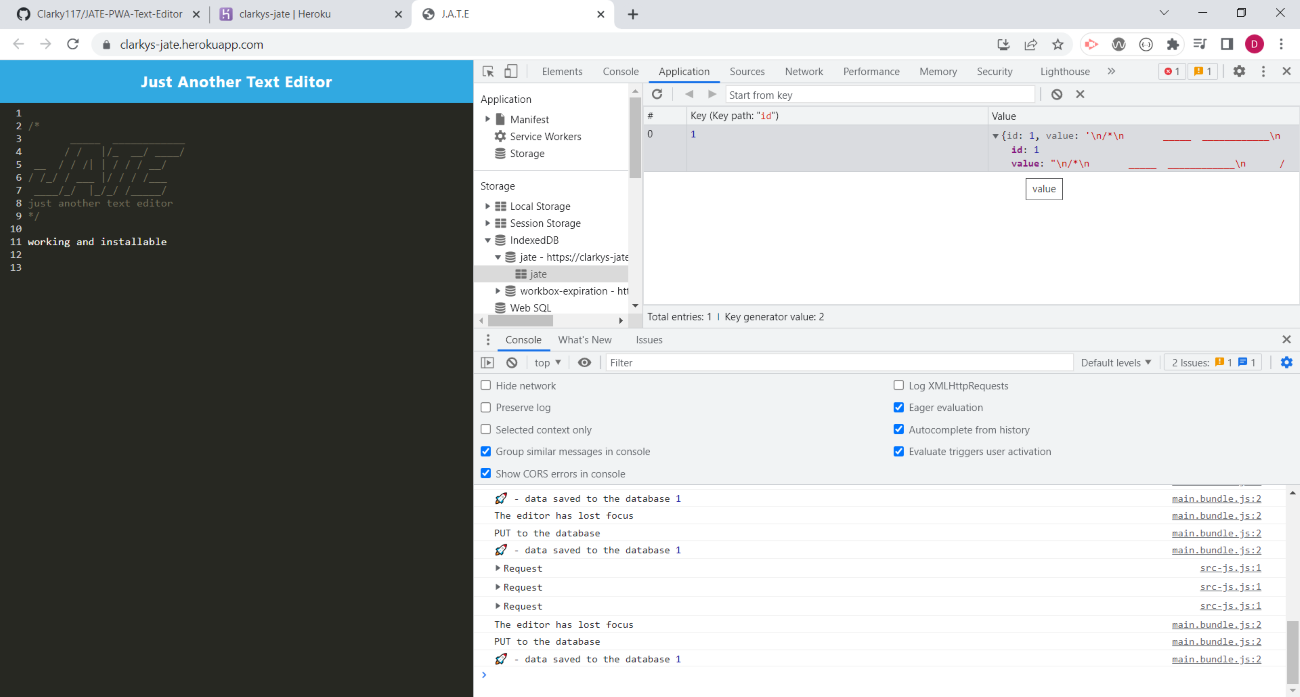 Clarky117/JATE-PWA-Text-Editor
clarkys-jate | Heroku
J.A.T.E
clarkys-jate.herokuapp.com
D
Just Another Text Editor
1
2 /*
3
4
5
6
7
8 just another text editor
9 */
10
11 working and installable
12
13
Elements Console Application Sources Network Performance Memory Security Lighthouse » 1 1
Application
Manifest
Service Workers
Storage
Storage
Local Storage
Session Storage
IndexedDB
jate - https://clarkys-jate
jate
workbox-expiration - htt
Web SQL
Start from key
# Key (Key path: "id") Value
0 1 {id: 1, value: '\n/*\n _____ ____________\n
id: 1
value: "\n/*\n _____ ____________\n /
value
Total entries: 1 Key generator value: 2
Console What's New Issues
top Filter Default levels 2 Issues: 1 1
Hide network Log XMLHttpRequests
Preserve log Eager evaluation
Selected context only Autocomplete from history
Group similar messages in console Evaluate triggers user activation
Show CORS errors in console
🚀 - data saved to the database 1 main.bundle.js:2
The editor has lost focus main.bundle.js:2
PUT to the database main.bundle.js:2
🚀 - data saved to the database 1 main.bundle.js:2
Request src-js.js:1
Request src-js.js:1
Request src-js.js:1
The editor has lost focus main.bundle.js:2
PUT to the database main.bundle.js:2
🚀 - data saved to the database 1 main.bundle.js:2